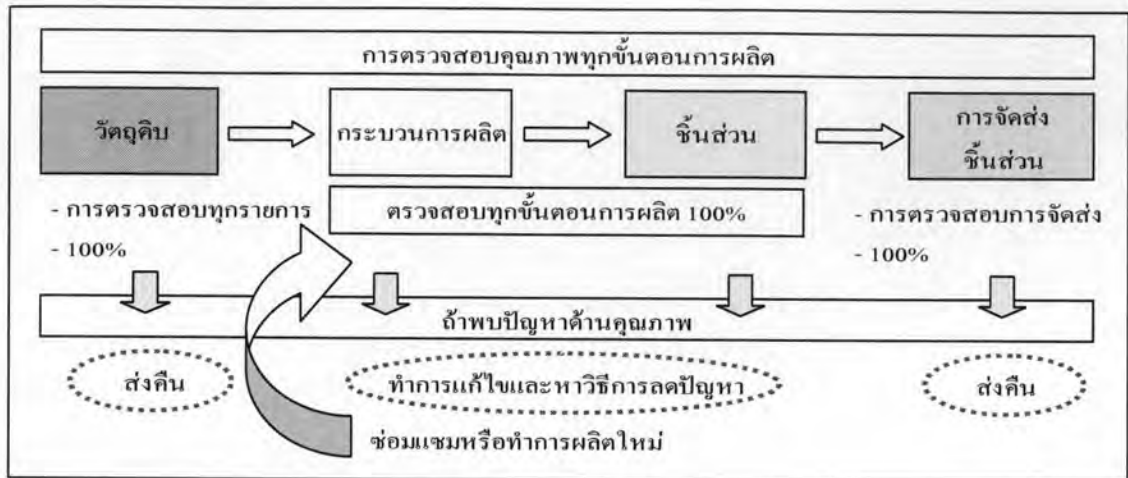 การตรวจสอบคุณภาพทุกขั้นตอนการผลิต
วัตถุดิบ
กระบวนการผลิต
ชิ้นส่วน
การจัดส่ง
ชิ้นส่วน
- การตรวจสอบทุกรายการ
- 100%
ตรวจสอบทุกขั้นตอนการผลิต 100%
- การตรวจสอบการจัดส่ง
- 100%
ถ้าพบปัญหาด้านคุณภาพ
ส่งคืน
ทำการแก้ไขและหาวิธีการลดปัญหา
ส่งคืน
ซ่อมแซมหรือทำการผลิตใหม่